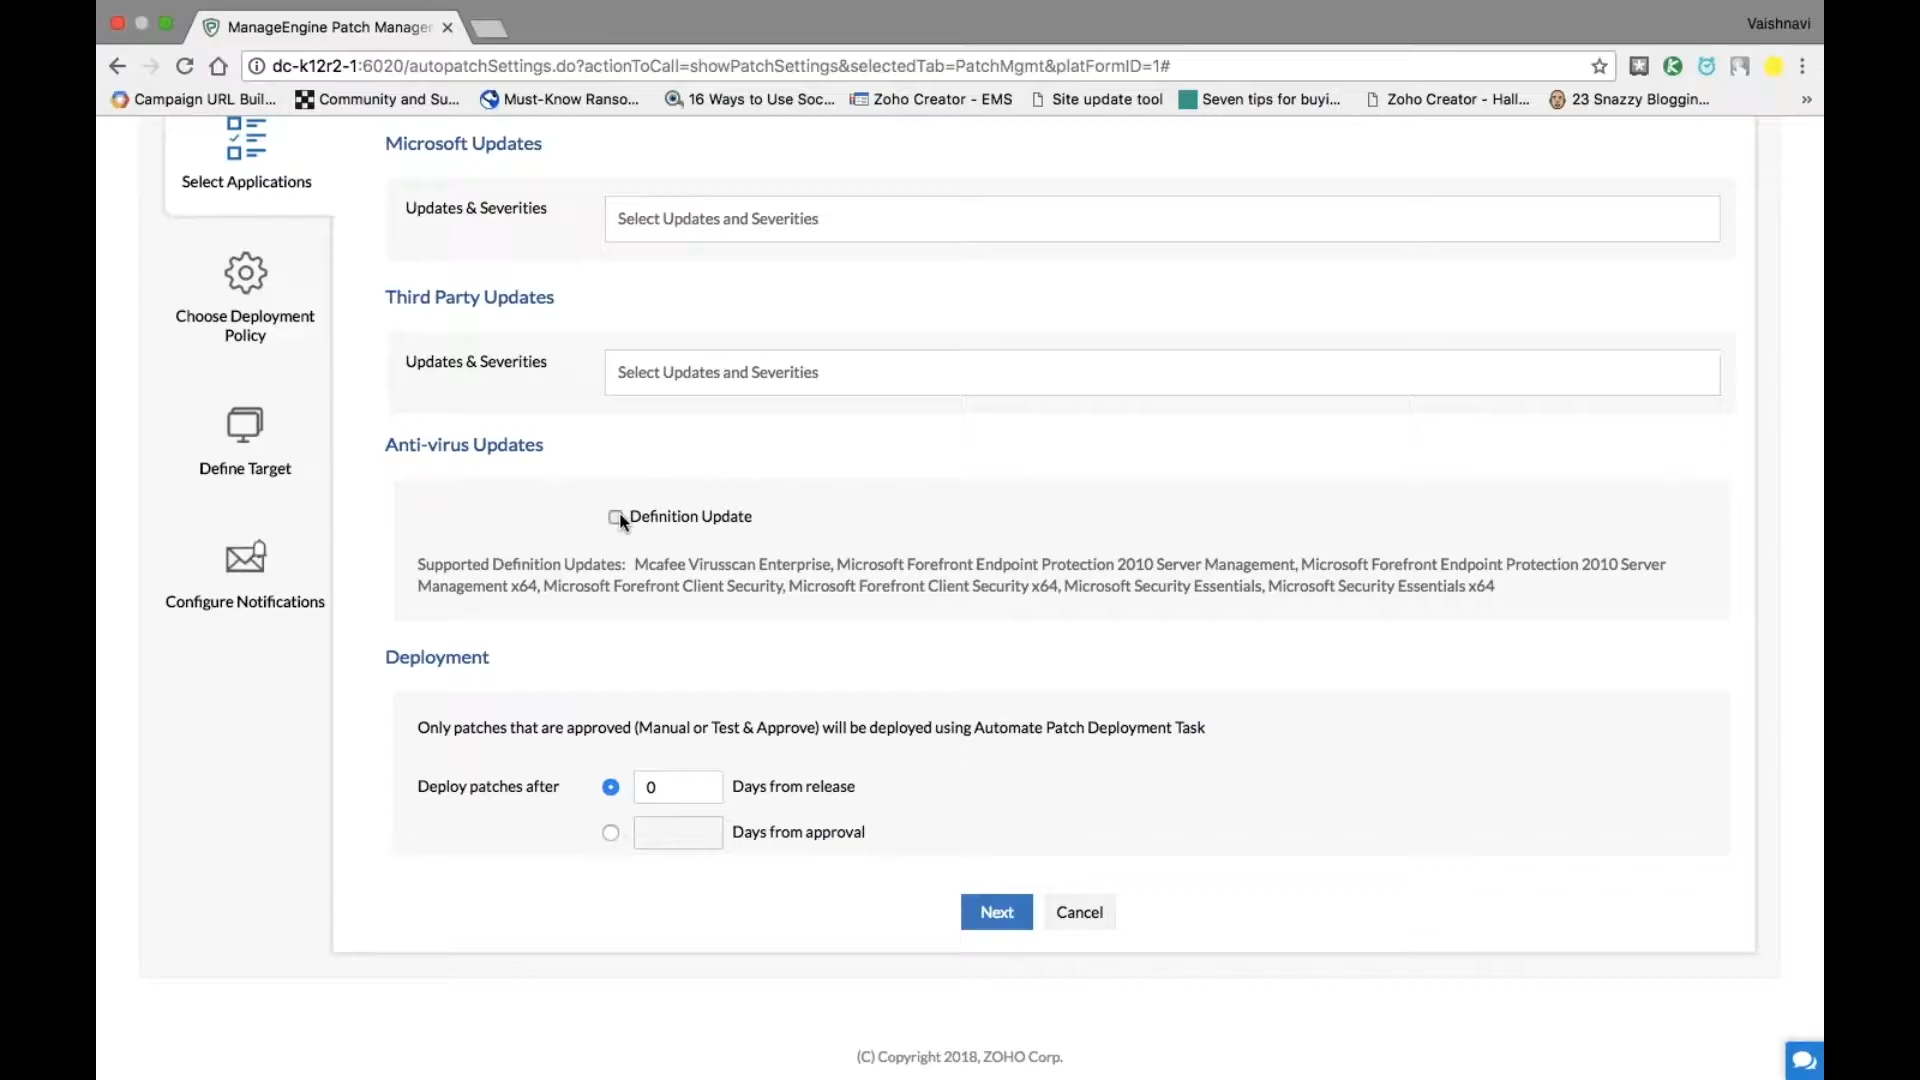 ManageEngine Patch Manager
Vaishnavi
dc-k12r2-1:6020/autopatchSettings.do?actionToCall=showPatchSettings&selectedTab=PatchMgmt&platFormID=1#
Campaign URL Buil... Community and Su... Must-Know Ranso... 16 Ways to Use Soc... Zoho Creator - EMS Site update tool Seven tips for buyi... Zoho Creator - Hall... 23 Snazzy Bloggin... »
Select Applications
Choose Deployment
Policy
Define Target
Configure Notifications
Microsoft Updates
Updates & Severities Select Updates and Severities
Third Party Updates
Updates & Severities Select Updates and Severities
Anti-virus Updates
Definition Update
Supported Definition Updates: Mcafee Virusscan Enterprise, Microsoft Forefront Endpoint Protection 2010 Server Management, Microsoft Forefront Endpoint Protection 2010 Server
Management x64, Microsoft Forefront Client Security, Microsoft Forefront Client Security x64, Microsoft Security Essentials, Microsoft Security Essentials x64
Deployment
Only patches that are approved (Manual or Test & Approve) will be deployed using Automate Patch Deployment Task
Deploy patches after 0 Days from release
Days from approval
Next Cancel
(C) Copyright 2018, ZOHO Corp.